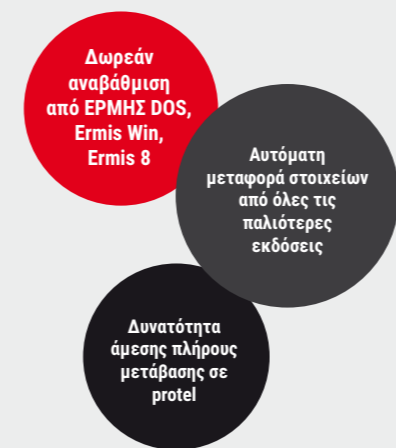 Δωρεάν
αναβάθμιση
από ΕΡΜΗΣ DOS,
Ermis Win,
Ermis 8
Αυτόματη
μεταφορά στοιχείων
από όλες τις
παλιότερες
εκδόσεις
Δυνατότητα
άμεσης πλήρους
μετάβασης σε
protel